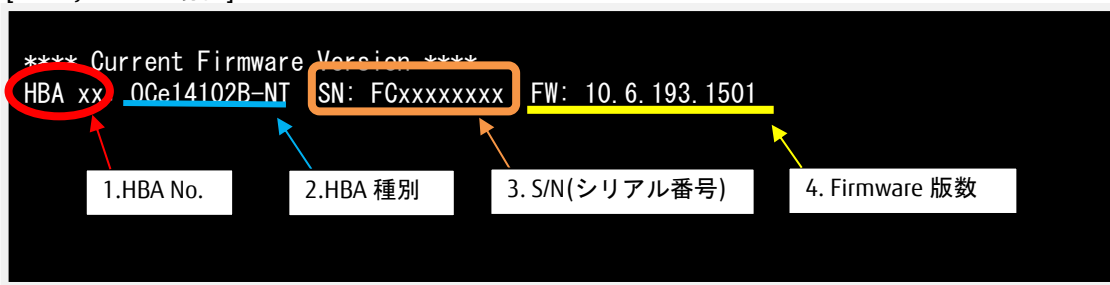 **** Current Firmware Version ****
HBA xx OCe14102B-NT SN: FCxxxxxxxx FW: 10.6.193.1501
1.HBA No.
2.HBA 種別
3. S/N(シリアル番号)
4. Firmware 版数